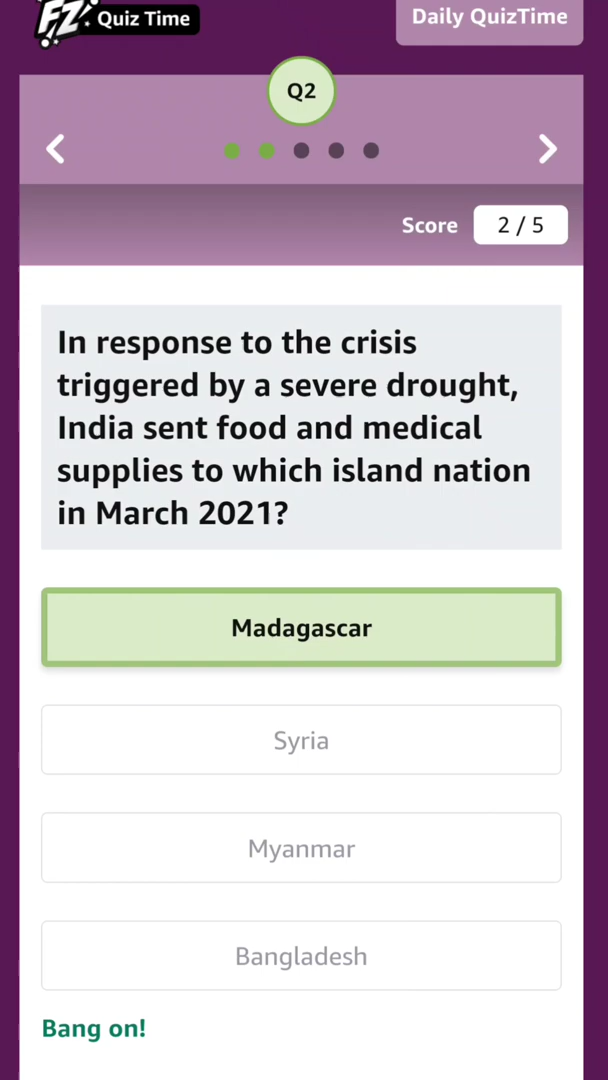 FZ Quiz Time
Daily QuizTime
Q2
Score 2 / 5
In response to the crisis
triggered by a severe drought,
India sent food and medical
supplies to which island nation
in March 2021?
Madagascar
Syria
Myanmar
Bangladesh
Bang on!